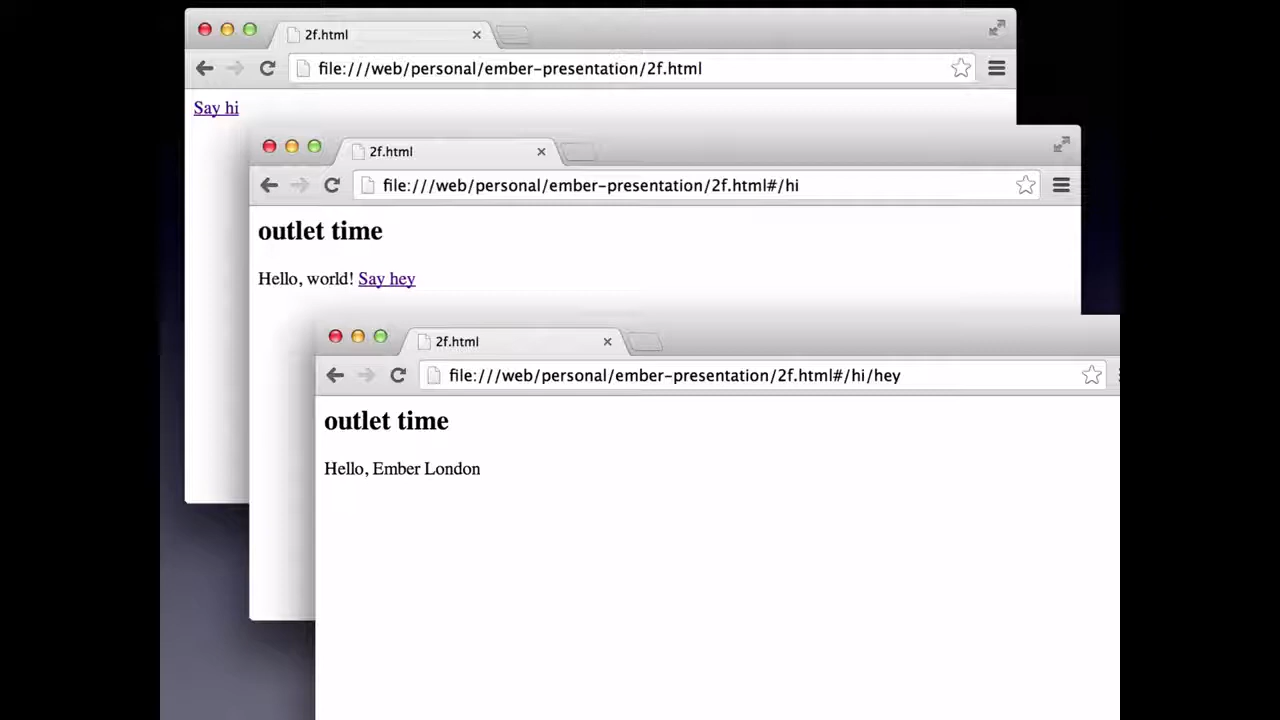 2f.html
file:///web/personal/ember-presentation/2f.html
Say hi
2f.html
file:///web/personal/ember-presentation/2f.html#/hi
outlet time
Hello, world! Say hey
2f.html
file:///web/personal/ember-presentation/2f.html#/hi/hey
outlet time
Hello, Ember London